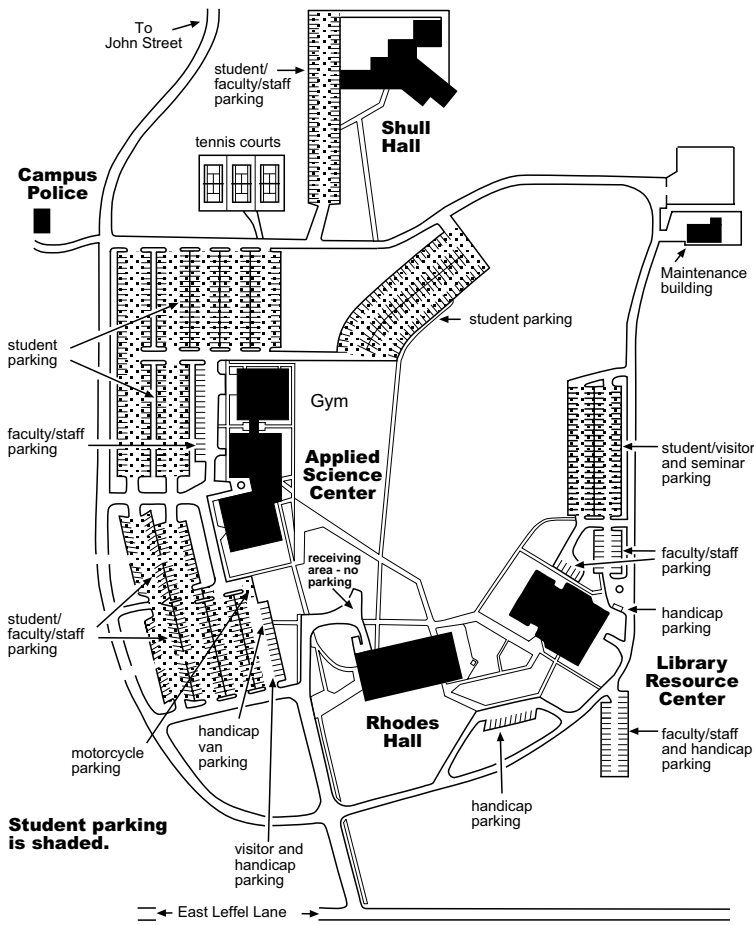 To
John Street
student/
faculty/staff
parking
Shull
Hall
tennis courts
Campus
Police
Maintenance
building
student parking
student
parking
Gym
faculty/staff
parking
Applied
Science
Center
student/visitor
and seminar
parking
receiving
area - no
parking
faculty/staff
parking
student/
faculty/staff
parking
handicap
parking
Library
Resource
Center
Rhodes
Hall
handicap
van
parking
motorcycle
parking
faculty/staff
and handicap
parking
handicap
parking
Student parking
is shaded.
visitor and
handicap
parking
East Leffel Lane